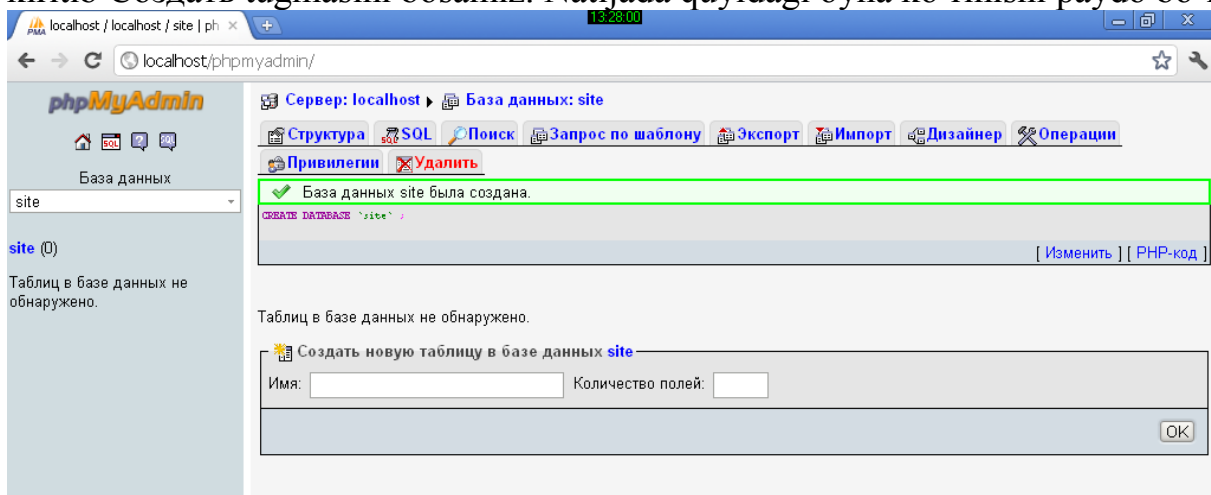 13:28:00
localhost / localhost / site | ph
localhost/phpmyadmin/
phpMyAdmin
База данных
site
site (0)
Таблиц в базе данных не
обнаружено.
Сервер: localhost ▸ База данных: site
Структура SQL Поиск Запрос по шаблону Экспорт Импорт Дизайнер Операции
Привилегии Удалить
База данных site была создана.
CREATE DATABASE `site` ;
[ Изменить ] [ PHP-код ]
Таблиц в базе данных не обнаружено.
Создать новую таблицу в базе данных site
Имя: Количество полей:
OK